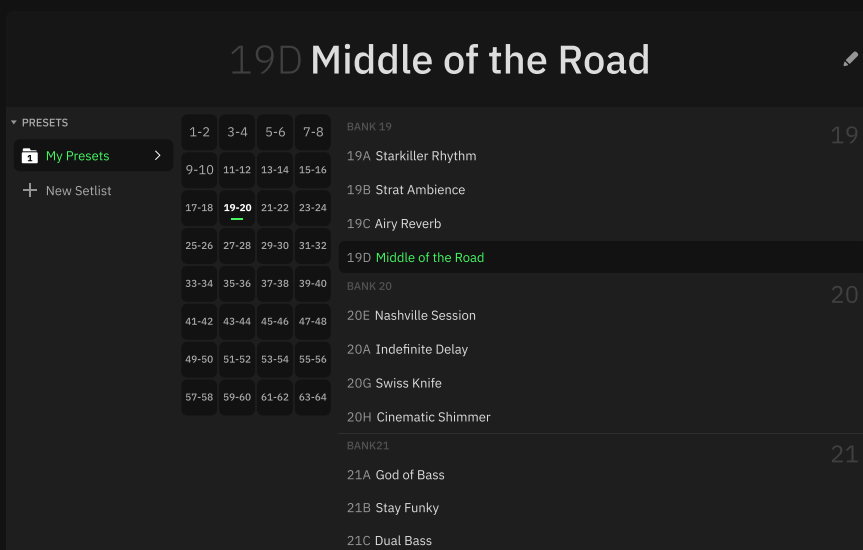 19D Middle of the Road
PRESETS
1
My Presets
New Setlist
1-2 3-4 5-6 7-8
9-10 11-12 13-14 15-16
17-18 19-20 21-22 23-24
25-26 27-28 29-30 31-32
33-34 35-36 37-38 39-40
41-42 43-44 45-46 47-48
49-50 51-52 53-54 55-56
57-58 59-60 61-62 63-64
BANK 19
19
19A Starkiller Rhythm
19B Strat Ambience
19C Airy Reverb
19D Middle of the Road
BANK 20
20
20E Nashville Session
20A Indefinite Delay
20G Swiss Knife
20H Cinematic Shimmer
BANK21
21
21A God of Bass
21B Stay Funky
21C Dual Bass